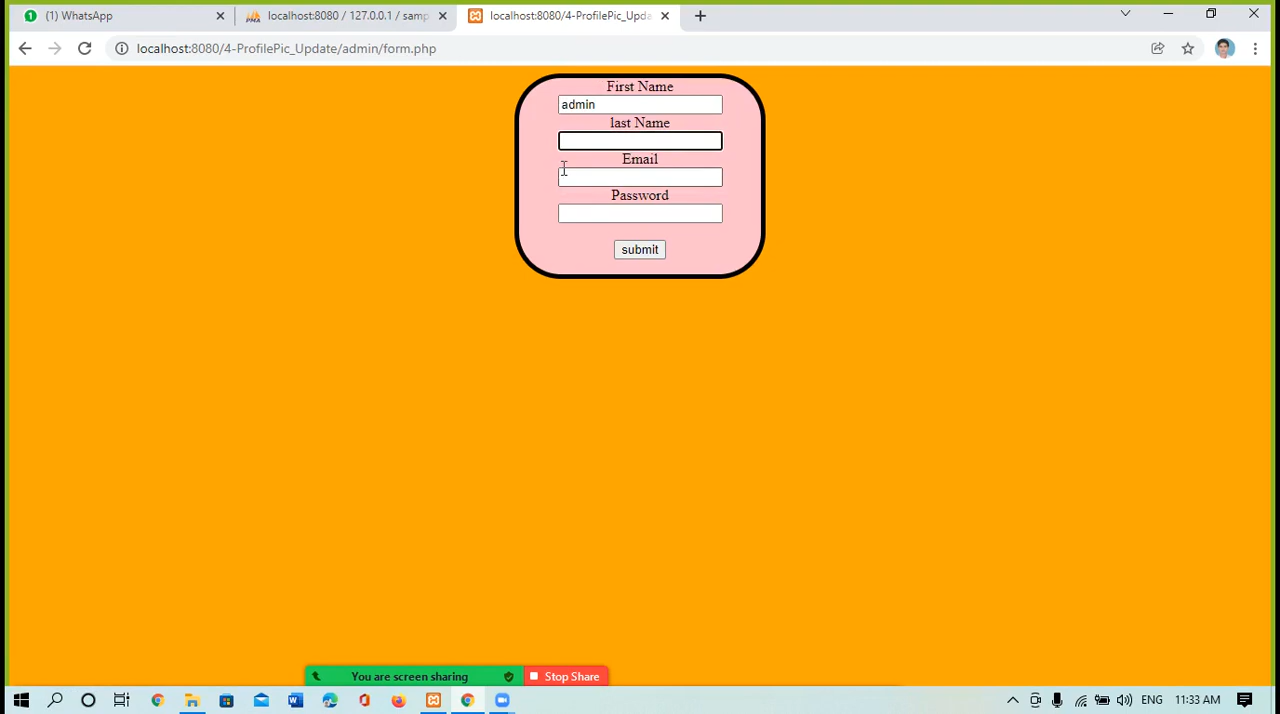 (1) WhatsApp
localhost:8080 / 127.0.0.1 / samp
localhost:8080/4-ProfilePic_Upda
localhost:8080/4-ProfilePic_Update/admin/form.php
First Name
admin
last Name
Email
Password
submit
You are screen sharing
Stop Share
ENG
11:33 AM